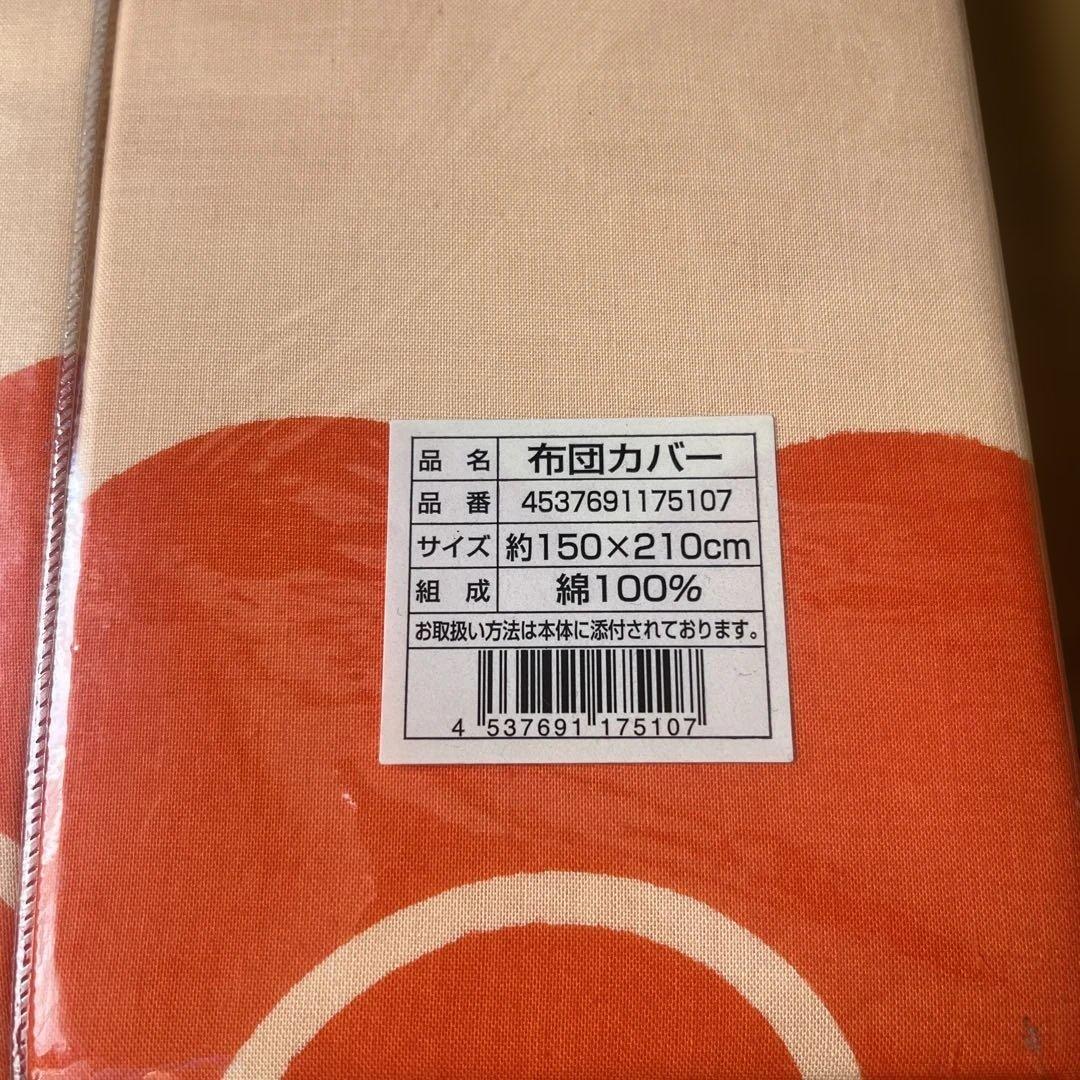 品名 布団カバー
品番 4537691175107
サイズ 約150×210cm
組成 綿100%
お取扱い方法は本体に添付されております。
4 537691 175107